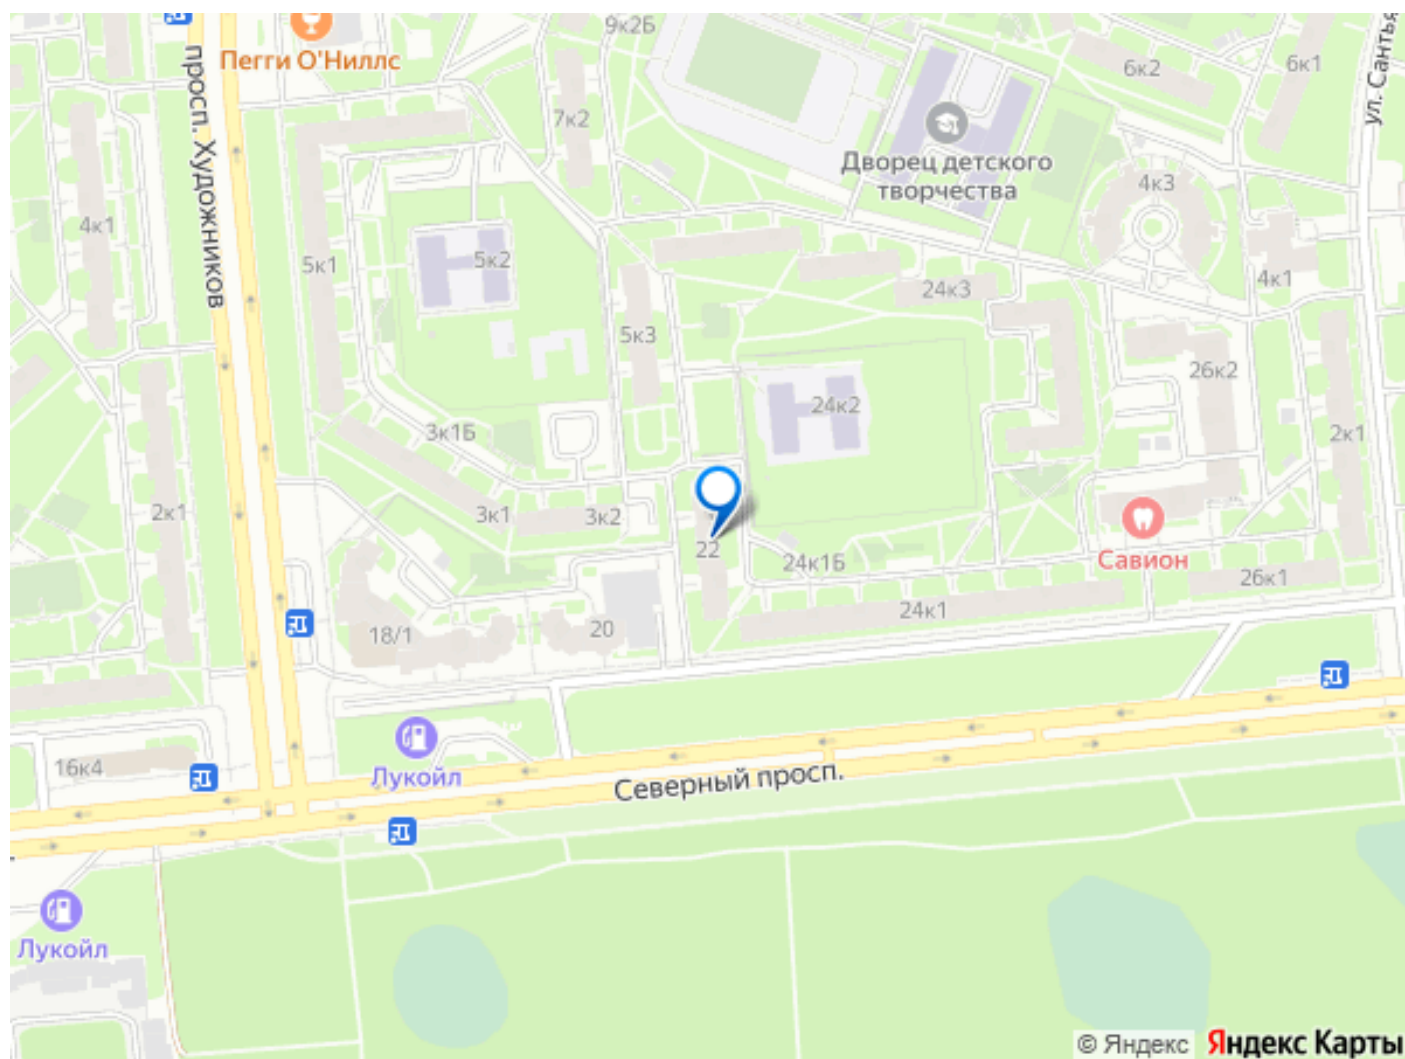 9к2Б
Пегги О'Ниллс
просп. Художников
6к2
6к1
ул. Сантья
7к2
Дворец детского
творчества
4к3
4к1
5к1
5к2
24к3
4к1
5к3
26к2
24к2
3к1Б
2к1
2к1
3к1
3к2
22
24к1Б
Савион
26к1
24к1
18/1
20
16к4
Лукойл
Северный просп.
Лукойл
© Яндекс
Яндекс Карты